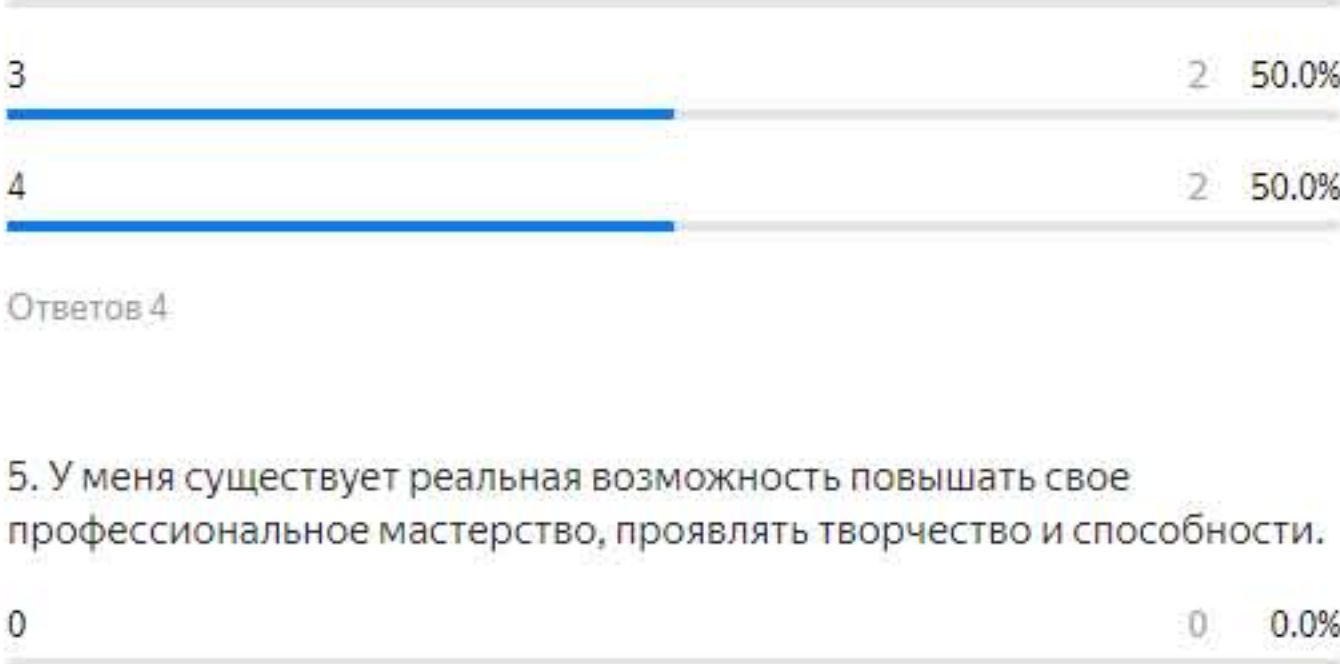 3 2 50.0%
4 2 50.0%
Ответов 4
5. У меня существует реальная возможность повышать свое
профессиональное мастерство, проявлять творчество и способности.
0 0 0.0%